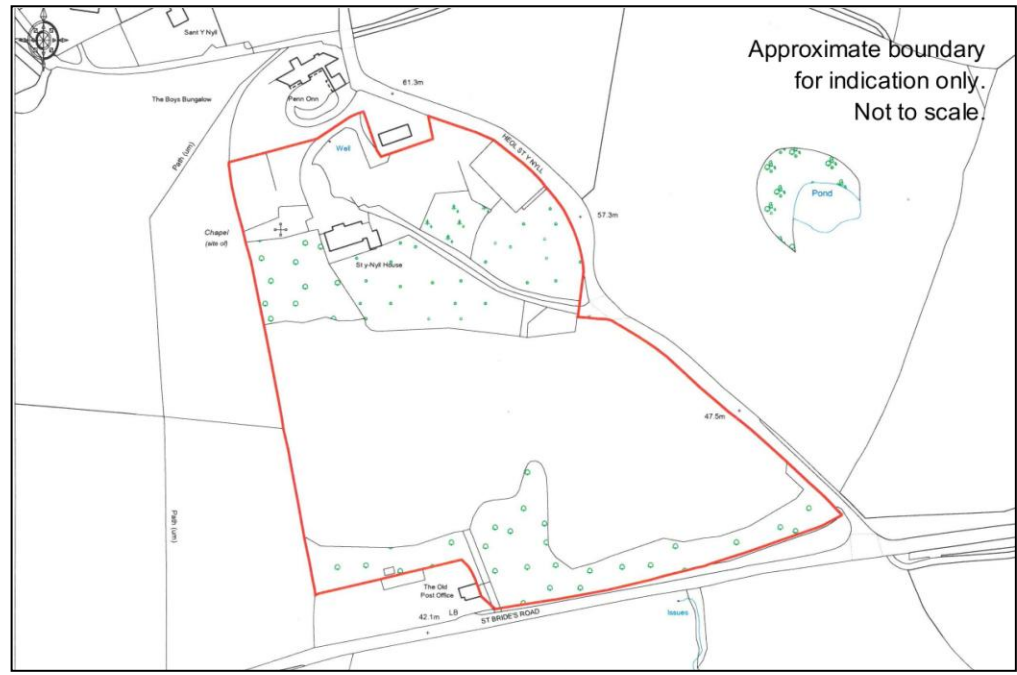 Sant Y Nyll
Approximate boundary
for indication only.
Not to scale.
61.3m
The Boys Bungalow
Penn Onn
Well
HEOL ST Y NYLL
Path (um)
Pond
57.3m
Chapel
(site of)
St y-Nyll House
47.5m
Path (um)
The Old
Post Office
LB
42.1m
ST BRIDE'S ROAD
Issues